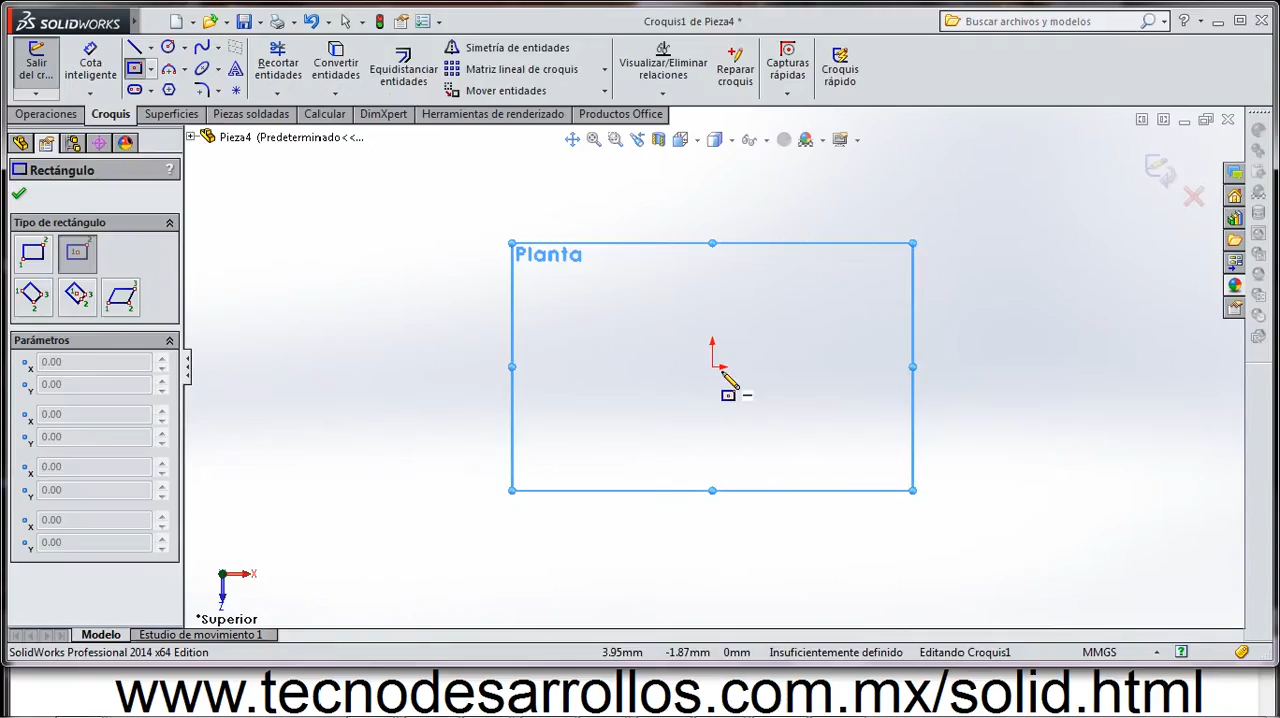 SOLIDWORKS
Croquis1 de Pieza4 *
Buscar archivos y modelos
Salir del cr...
Cota inteligente
Recortar entidades
Convertir entidades
Equidistanciar entidades
Simetría de entidades
Matriz lineal de croquis
Mover entidades
Visualizar/Eliminar relaciones
Reparar croquis
Capturas rápidas
Croquis rápido
Operaciones
Croquis
Superficies
Piezas soldadas
Calcular
DimXpert
Herramientas de renderizado
Productos Office
Pieza4 (Predeterminado<<...
Rectángulo
?
Tipo de rectángulo
Parámetros
X 0.00
Y 0.00
X 0.00
Y 0.00
X 0.00
Y 0.00
X 0.00
Y 0.00
Planta
X
Z
*Superior
Modelo
Estudio de movimiento 1
SolidWorks Professional 2014 x64 Edition
3.95mm
-1.87mm
0mm
Insuficientemente definido
Editando Croquis1
MMGS
www.tecnodesarrollos.com.mx/solid.html